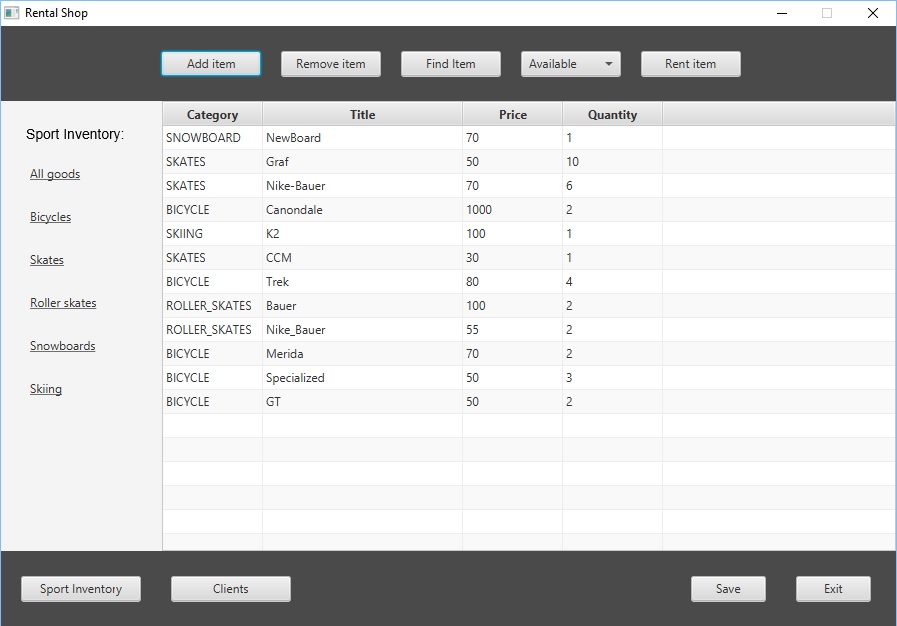 Rental Shop
Add item Remove item Find Item Available Rent item
Sport Inventory:
All goods
Bicycles
Skates
Roller skates
Snowboards
Skiing
Category Title Price Quantity
SNOWBOARD NewBoard 70 1
SKATES Graf 50 10
SKATES Nike-Bauer 70 6
BICYCLE Canondale 1000 2
SKIING K2 100 1
SKATES CCM 30 1
BICYCLE Trek 80 4
ROLLER_SKATES Bauer 100 2
ROLLER_SKATES Nike_Bauer 55 2
BICYCLE Merida 70 2
BICYCLE Specialized 50 3
BICYCLE GT 50 2
Sport Inventory Clients Save Exit